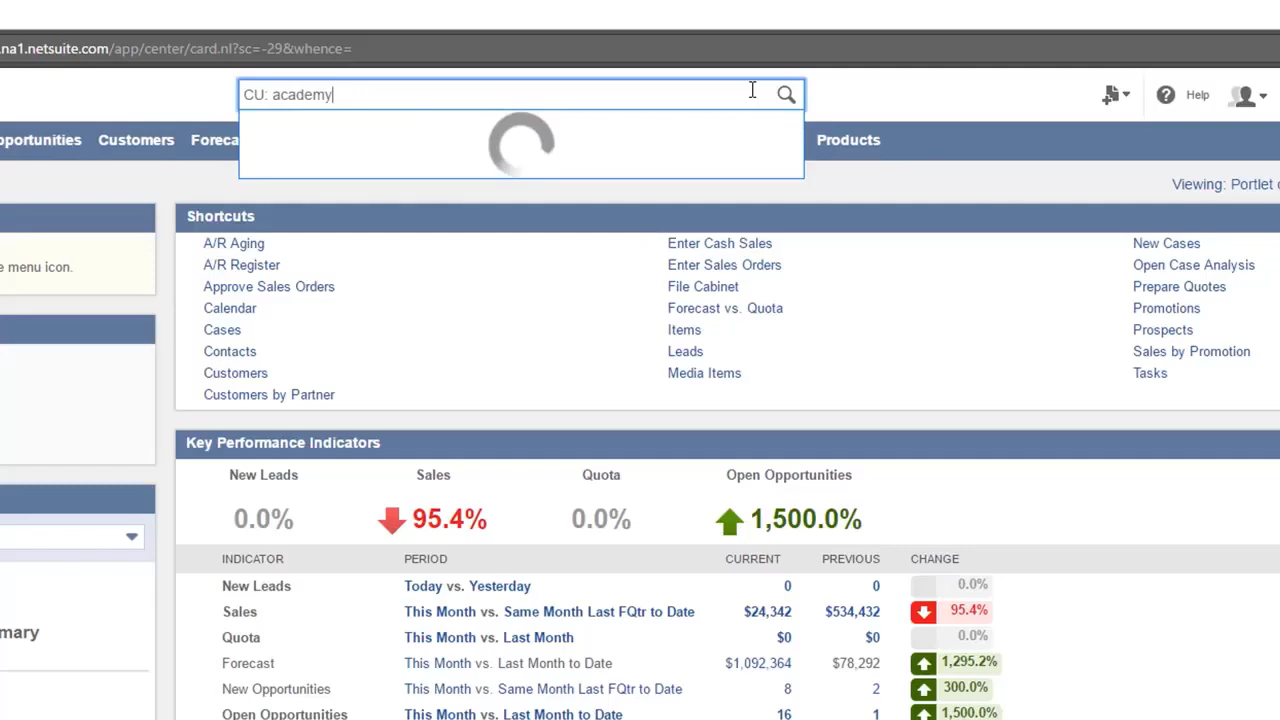 .na1.netsuite.com/app/center/card.nl?sc=-29&whence=
CU: academy
Help
pportunities Customers Foreca Products
Viewing: Portlet
Shortcuts
e menu icon.
A/R Aging Enter Cash Sales New Cases
A/R Register Enter Sales Orders Open Case Analysis
Approve Sales Orders File Cabinet Prepare Quotes
Calendar Forecast vs. Quota Promotions
Cases Items Prospects
Contacts Leads Sales by Promotion
Customers Media Items Tasks
Customers by Partner
Key Performance Indicators
New Leads Sales Quota Open Opportunities
0.0% 95.4% 0.0% 1,500.0%
INDICATOR PERIOD CURRENT PREVIOUS CHANGE
New Leads Today vs. Yesterday 0 0 0.0%
Sales This Month vs. Same Month Last FQtr to Date $24,342 $534,432 95.4%
mary
Quota This Month vs. Last Month $0 $0 0.0%
Forecast This Month vs. Last Month to Date $1,092,364 $78,292 1,295.2%
New Opportunities This Month vs. Same Month Last FQtr to Date 8 2 300.0%
Open Opportunities This Month vs. Last Month to Date 16 1 1,500.0%